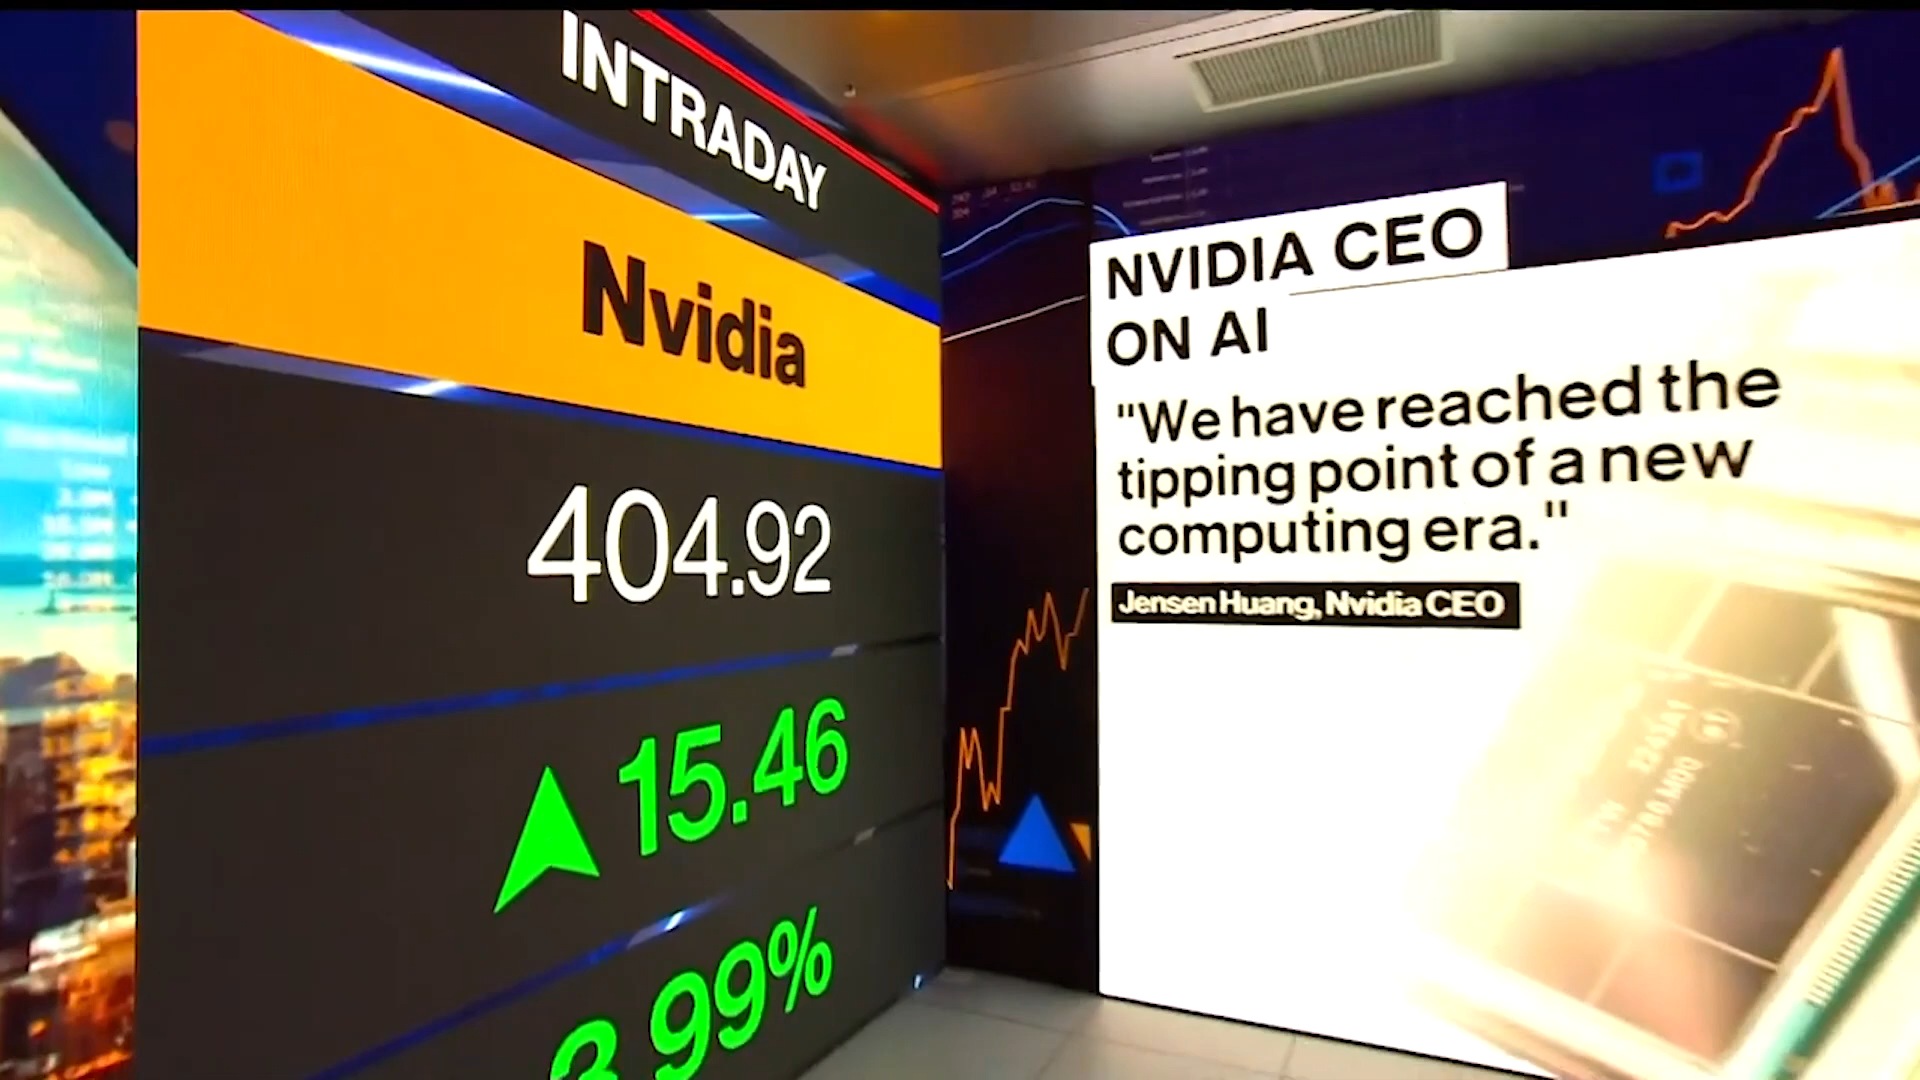 INTRADAY
Nvidia
404.92
▲ 15.46
3.99%
NVIDIA CEO
ON AI
"We have reached the
tipping point of a new
computing era."
Jensen Huang, Nvidia CEO